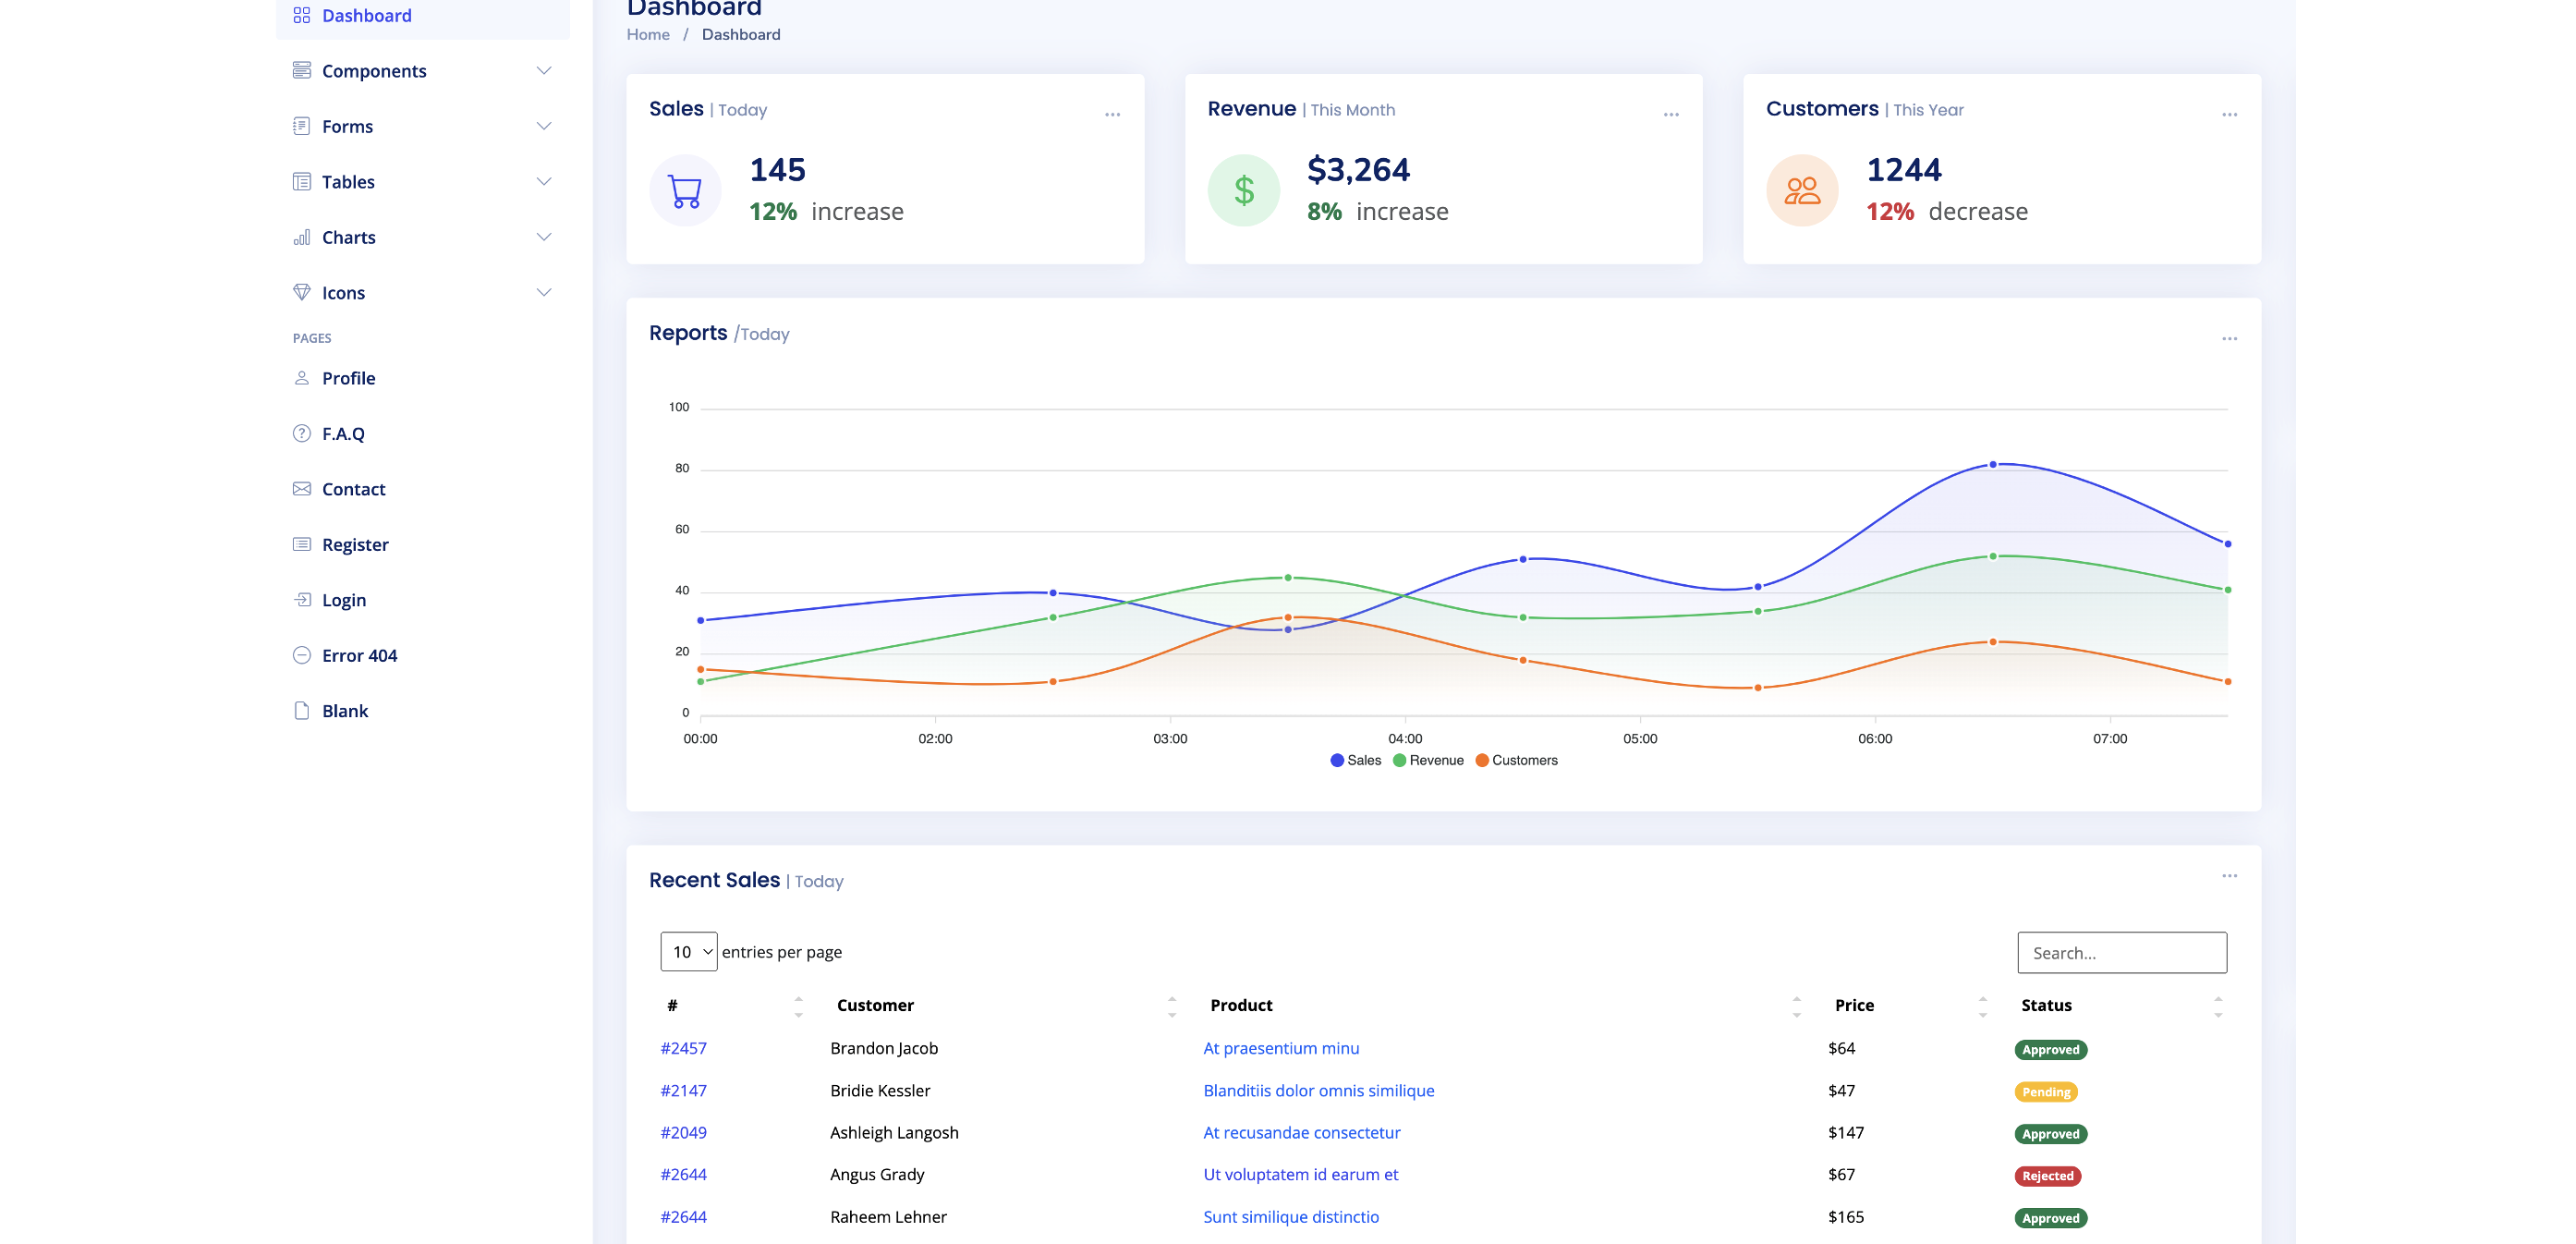 Dashboard
Components
Forms
Tables
Charts
Icons
PAGES
Profile
F.A.Q
Contact
Register
Login
Error 404
Blank
Dashboard
Home / Dashboard
Sales | Today
145
12% increase
Revenue | This Month
$3,264
8% increase
Customers | This Year
1244
12% decrease
Reports /Today
100
80
60
40
20
0
00:00 02:00 03:00 04:00 05:00 06:00 07:00
Sales Revenue Customers
Recent Sales | Today
10 entries per page
Search...
# Customer Product Price Status
#2457 Brandon Jacob At praesentium minu $64 Approved
#2147 Bridie Kessler Blanditiis dolor omnis similique $47 Pending
#2049 Ashleigh Langosh At recusandae consectetur $147 Approved
#2644 Angus Grady Ut voluptatem id earum et $67 Rejected
#2644 Raheem Lehner Sunt similique distinctio $165 Approved